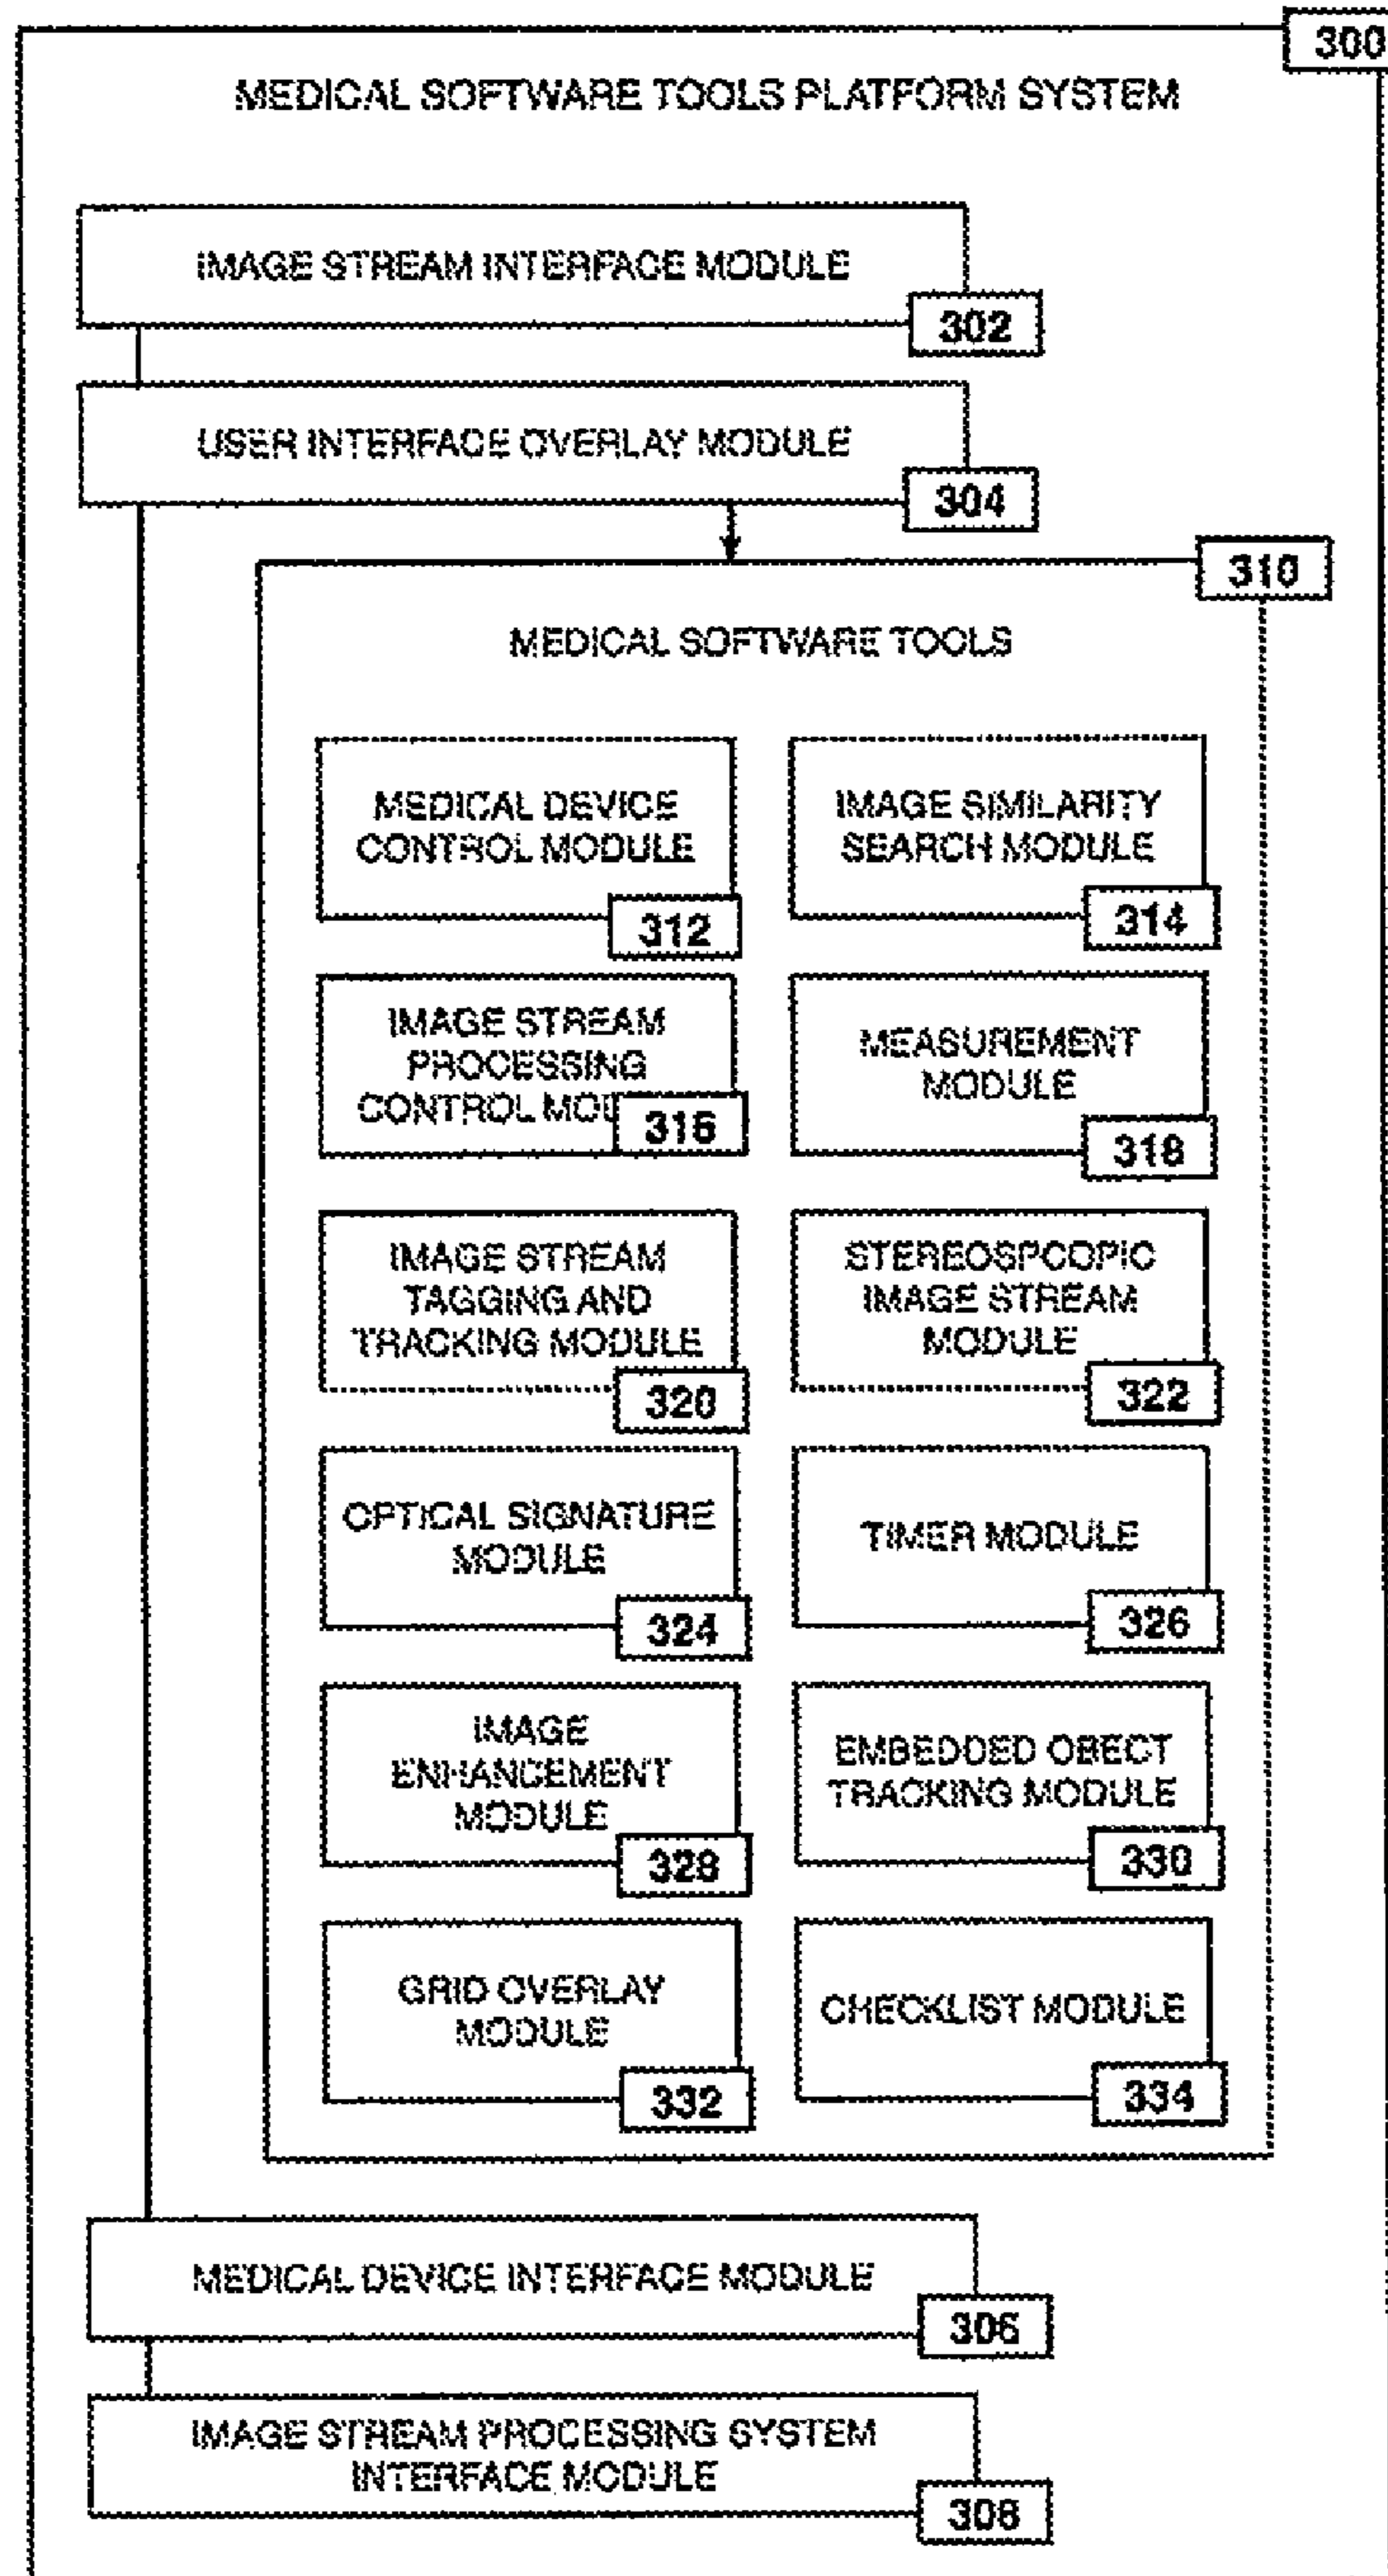 300
MEDICAL SOFTWARE TOOLS PLATFORM SYSTEM
IMAGE STREAM INTERFACE MODULE
302
USER INTERFACE OVERLAY MODULE
304
310
MEDICAL SOFTWARE TOOLS
MEDICAL DEVICE
CONTROL MODULE
312
IMAGE SIMILARITY
SEARCH MODULE
314
IMAGE STREAM
PROCESSING
CONTROL MOD
316
MEASUREMENT
MODULE
318
IMAGE STREAM
TAGGING AND
TRACKING MODULE
320
STEREOSPCOPIC
IMAGE STREAM
MODULE
322
OPTICAL SIGNATURE
MODULE
324
TIMER MODULE
326
IMAGE
ENHANCEMENT
MODULE
328
EMBEDDED OBECT
TRACKING MODULE
330
GRID OVERLAY
MODULE
332
CHECKLIST MODULE
334
MEDICAL DEVICE INTERFACE MODULE
306
IMAGE STREAM PROCESSING SYSTEM
INTERFACE MODULE
308